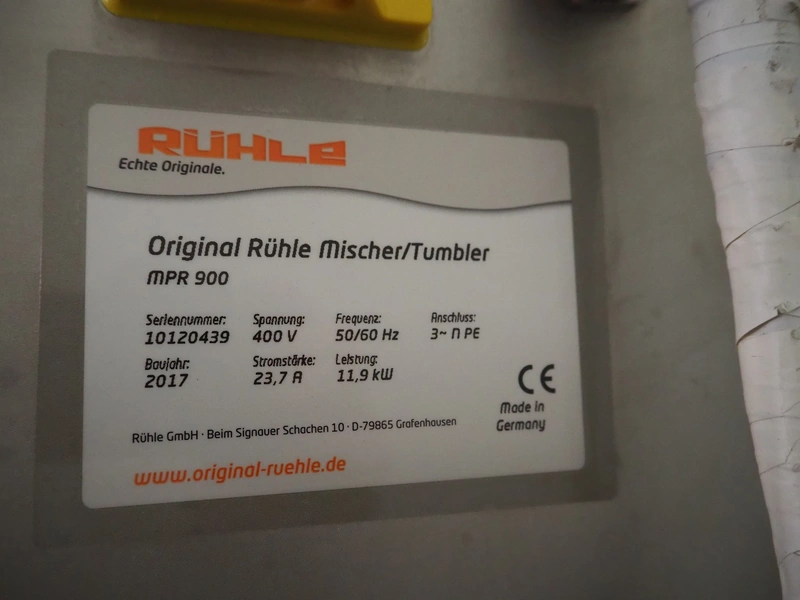 RÜHLE
Echte Originale.
Original Rühle Mischer/Tumbler
MPR 900
Seriennummer: Spannung: Frequenz: Anschluss:
10120439 400 V 50/60 Hz 3~ N PE
Baujahr: Stromstärke: Leistung:
2017 23,7 A 11,9 kW
CE
Made in
Germany
Rühle GmbH · Beim Signauer Schachen 10 · D-79865 Grafenhausen
www.original-ruehle.de